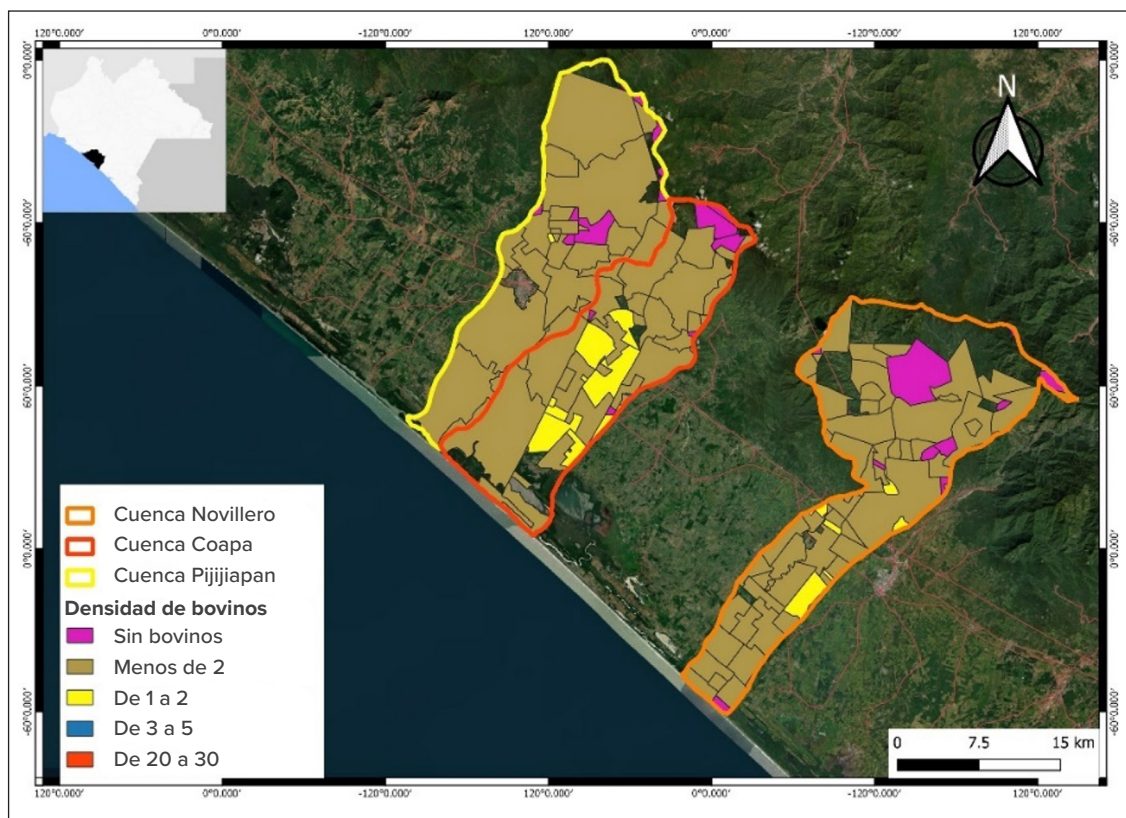 120°0.000' 0°0.000' 120°0.000' 0°0.000' -120°0.000' 120°0.000'
0°0.000' 0°0.000'
N
-60°0.000' -60°0.000'
60°0.000' 60°0.000'
Cuenca Novillero
Cuenca Coapa
0°0.000' 0°0.000'
Cuenca Pijijiapan
Densidad de bovinos
Sin bovinos
Menos de 2
De 1 a 2
-60°0.000' -60°0.000'
De 3 a 5
De 20 a 30
0 7.5 15 km
120°0.000' 0°0.000' -120°0.000' 120°0.000' 0°0.000' -120°0.000' 120°0.000'